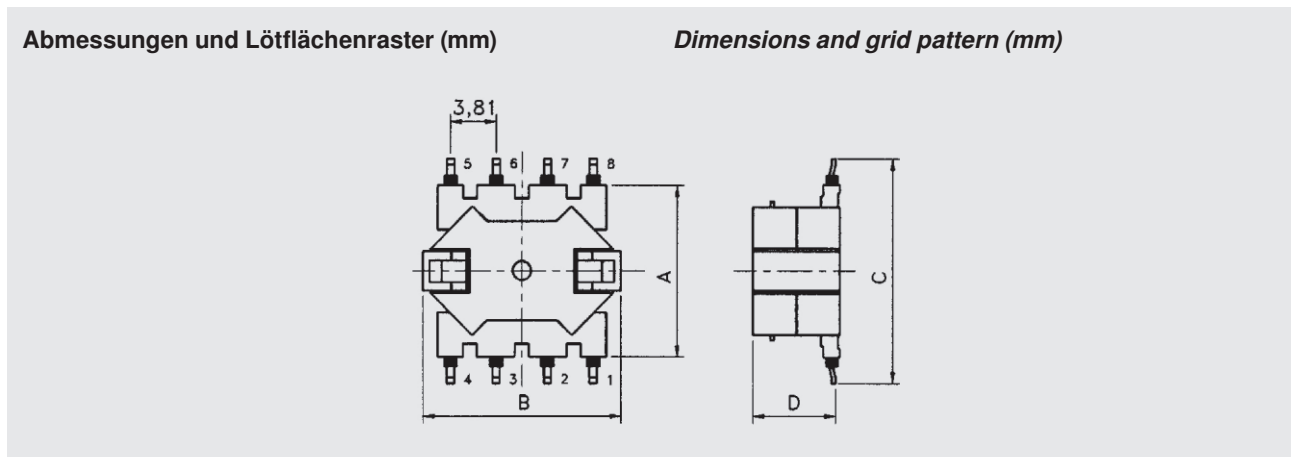 Abmessungen und Lötflächenraster (mm)
Dimensions and grid pattern (mm)
3,81
5 6 7 8
A
C
4 3 2 1
B
D